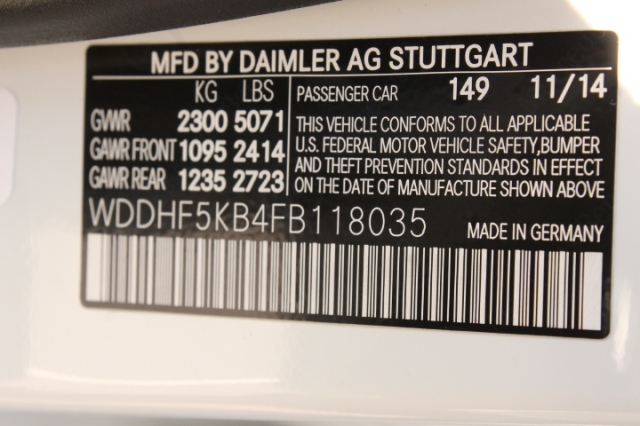 MFD BY DAIMLER AG STUTTGART
KG LBS PASSENGER CAR 149 11/14
GVWR 2300 5071 THIS VEHICLE CONFORMS TO ALL APPLICABLE
GAWR FRONT 1095 2414 U.S. FEDERAL MOTOR VEHICLE SAFETY,BUMPER
AND THEFT PREVENTION STANDARDS IN EFFECT
GAWR REAR 1235 2723 ON THE DATE OF MANUFACTURE SHOWN ABOVE
WDDHF5KB4FB118035 MADE IN GERMANY